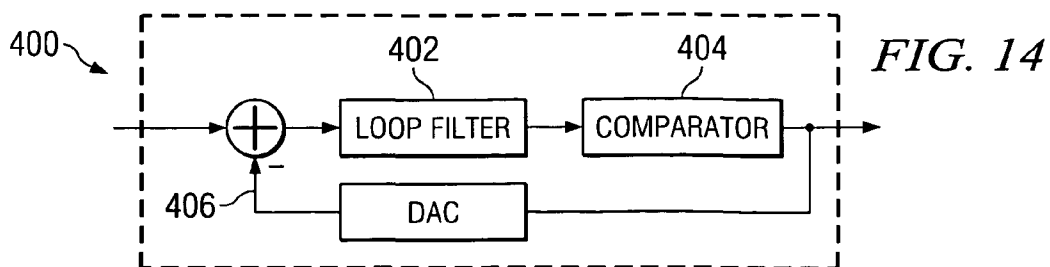 400
402
404
FIG. 14
LOOP FILTER
COMPARATOR
–
406
DAC